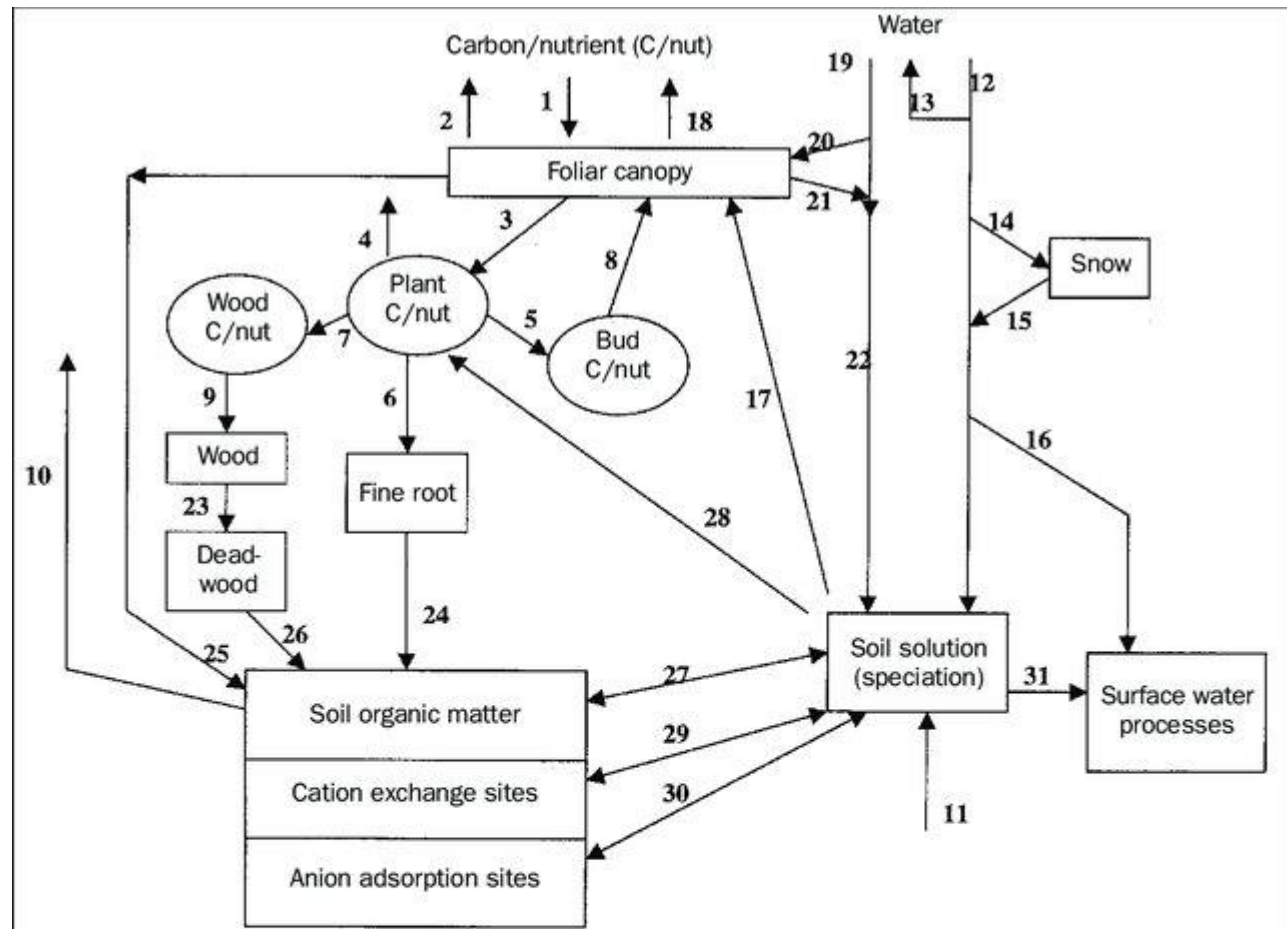 Water
Carbon/nutrient (C/nut)
19
12
13
1
2
18
20
Foliar canopy
21
3
4
14
8
Snow
Plant
C/nut
Wood
C/nut
5
7
15
Bud
C/nut
22
9
6
17
16
Wood
10
Fine root
23
28
Dead-
wood
24
26
25
27
Soil solution
(speciation)
31
Surface water
processes
Soil organic matter
29
Cation exchange sites
30
11
Anion adsorption sites